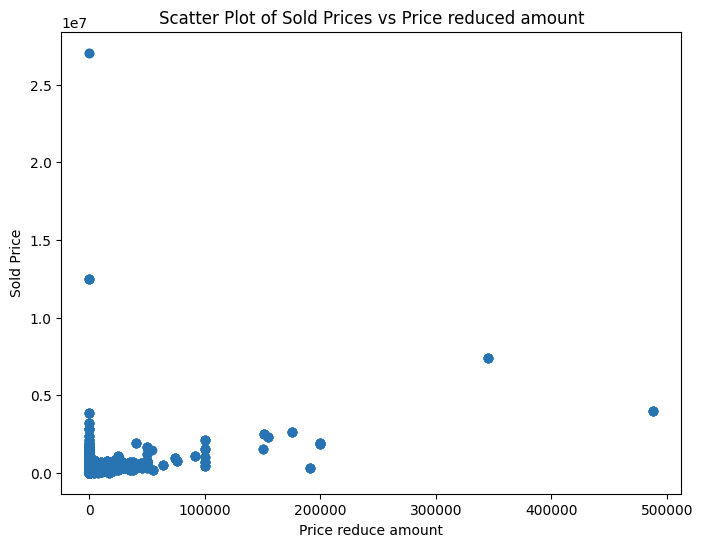 Scatter Plot of Sold Prices vs Price reduced amount
1e7
2.5
2.0
1.5
1.0
0.5
0.0
Sold Price
0 100000 200000 300000 400000 500000
Price reduce amount